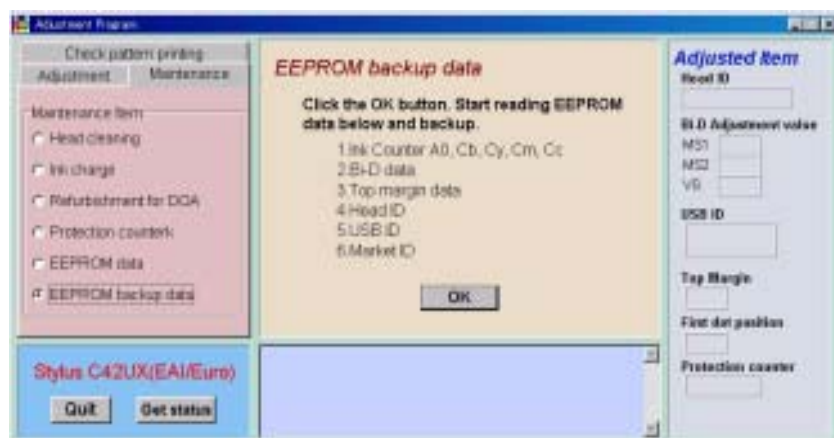 Adjustment Program
Check pattern printing
Adjustment
Maintenance
Maintenance Item
Head cleaning
Ink charge
Refurbishment for DOA
Protection counterk
EEPROM data
EEPROM backup data
Stylus C42UX(EAI/Euro)
Quit
Get status
EEPROM backup data
Click the OK button. Start reading EEPROM
data below and backup.
1.Ink Counter A0, Cb, Cy, Cm, Cc
2.Bi-D data
3.Top margin data
4.Head ID
5.USB ID
6.Market ID
OK
Adjusted Item
Head ID
Bi-D Adjustment value
MS1
MS2
VB
USB ID
Top Margin
First dot position
Protection counter